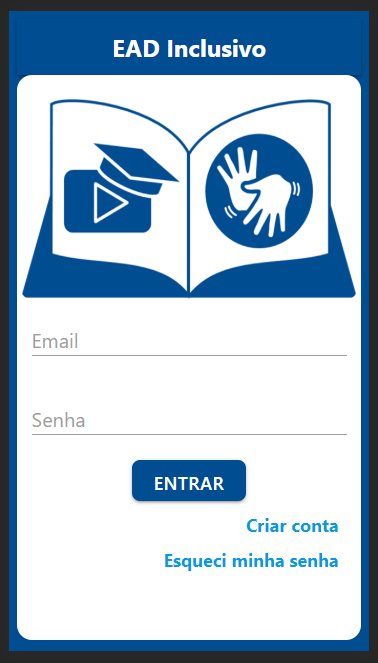 EAD Inclusivo
Email
Senha
ENTRAR
Criar conta
Esqueci minha senha